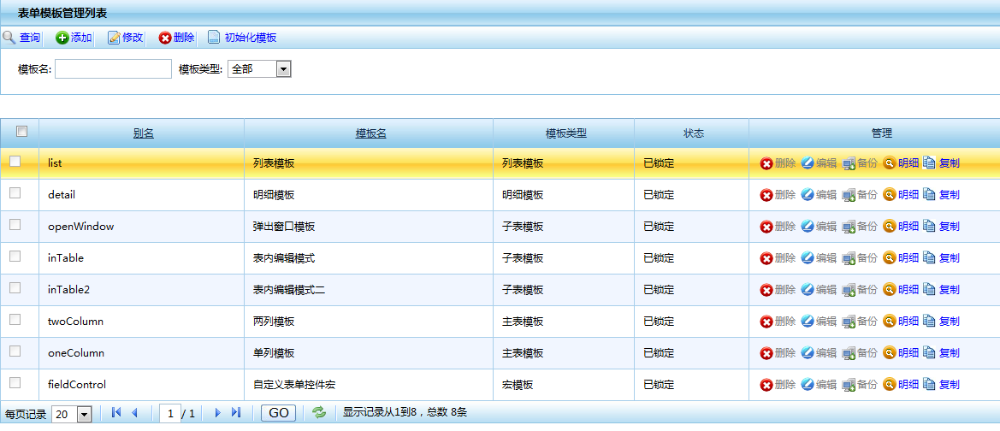 表单模板管理列表
查询 添加 修改 删除 初始化模板
模板名: 模板类型: 全部
别名 模板名 模板类型 状态 管理
list 列表模板 列表模板 已锁定 删除 编辑 备份 明细 复制
detail 明细模板 明细模板 已锁定 删除 编辑 备份 明细 复制
openWindow 弹出窗口模板 子表模板 已锁定 删除 编辑 备份 明细 复制
inTable 表内编辑模式 子表模板 已锁定 删除 编辑 备份 明细 复制
inTable2 表内编辑模式二 子表模板 已锁定 删除 编辑 备份 明细 复制
twoColumn 两列模板 主表模板 已锁定 删除 编辑 备份 明细 复制
oneColumn 单列模板 主表模板 已锁定 删除 编辑 备份 明细 复制
fieldControl 自定义表单控件宏 宏模板 已锁定 删除 编辑 备份 明细 复制
每页记录 20 1 / 1 GO 显示记录从1到8，总数 8条